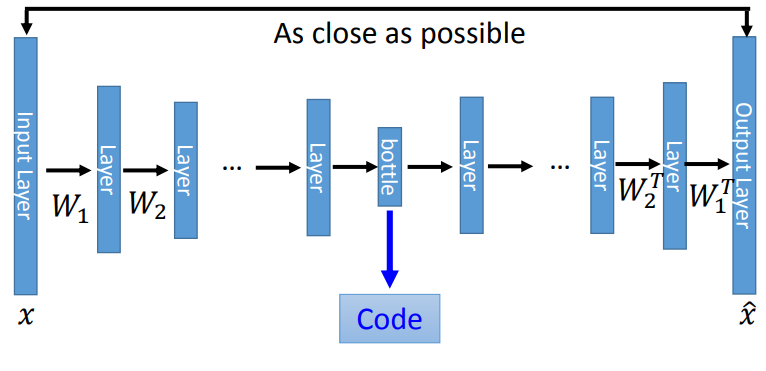 As close as possible
Input Layer
Layer
Layer
...
Layer
bottle
Layer
...
Layer
Layer
Output Layer
W₁
W₂
W₂ᵀ
W₁ᵀ
x
Code
x̂